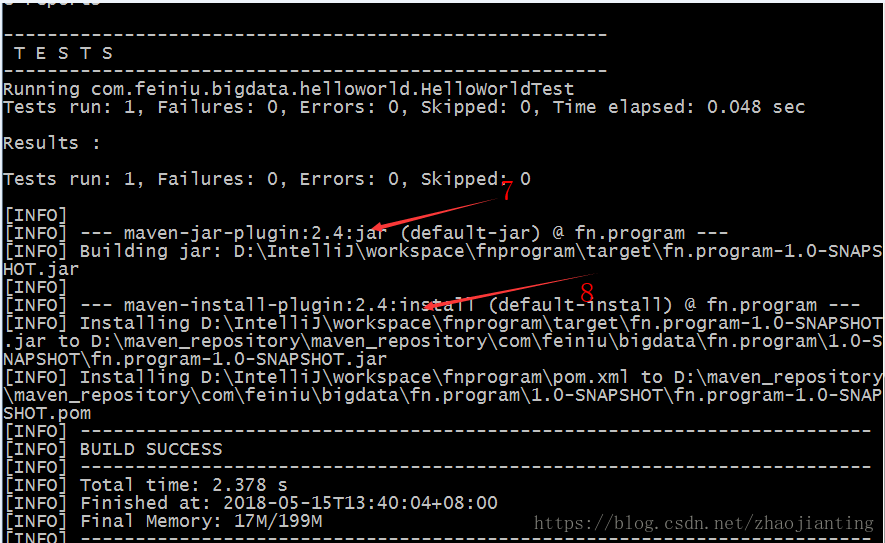 -------------------------------------------------------
 T E S T S
-------------------------------------------------------
Running com.feiniu.bigdata.helloworld.HelloWorldTest
Tests run: 1, Failures: 0, Errors: 0, Skipped: 0, Time elapsed: 0.048 sec
Results :
Tests run: 1, Failures: 0, Errors: 0, Skipped: 0
7
[INFO]
[INFO] --- maven-jar-plugin:2.4:jar (default-jar) @ fn.program ---
[INFO] Building jar: D:\IntelliJ\workspace\fnprogram\target\fn.program-1.0-SNAPS
HOT.jar
[INFO]
8
[INFO] --- maven-install-plugin:2.4:install (default-install) @ fn.program ---
[INFO] Installing D:\IntelliJ\workspace\fnprogram\target\fn.program-1.0-SNAPSHOT
.jar to D:\maven_repository\maven_repository\com\feiniu\bigdata\fn.program\1.0-S
NAPSHOT\fn.program-1.0-SNAPSHOT.jar
[INFO] Installing D:\IntelliJ\workspace\fnprogram\pom.xml to D:\maven_repository
\maven_repository\com\feiniu\bigdata\fn.program\1.0-SNAPSHOT\fn.program-1.0-SNAP
SHOT.pom
[INFO] ------------------------------------------------------------------------
[INFO] BUILD SUCCESS
[INFO] ------------------------------------------------------------------------
[INFO] Total time: 2.378 s
[INFO] Finished at: 2018-05-15T13:40:04+08:00
[INFO] Final Memory: 17M/199M
https://blog.csdn.net/zhaojianting
[INFO] ------------------------------------------------------------------------